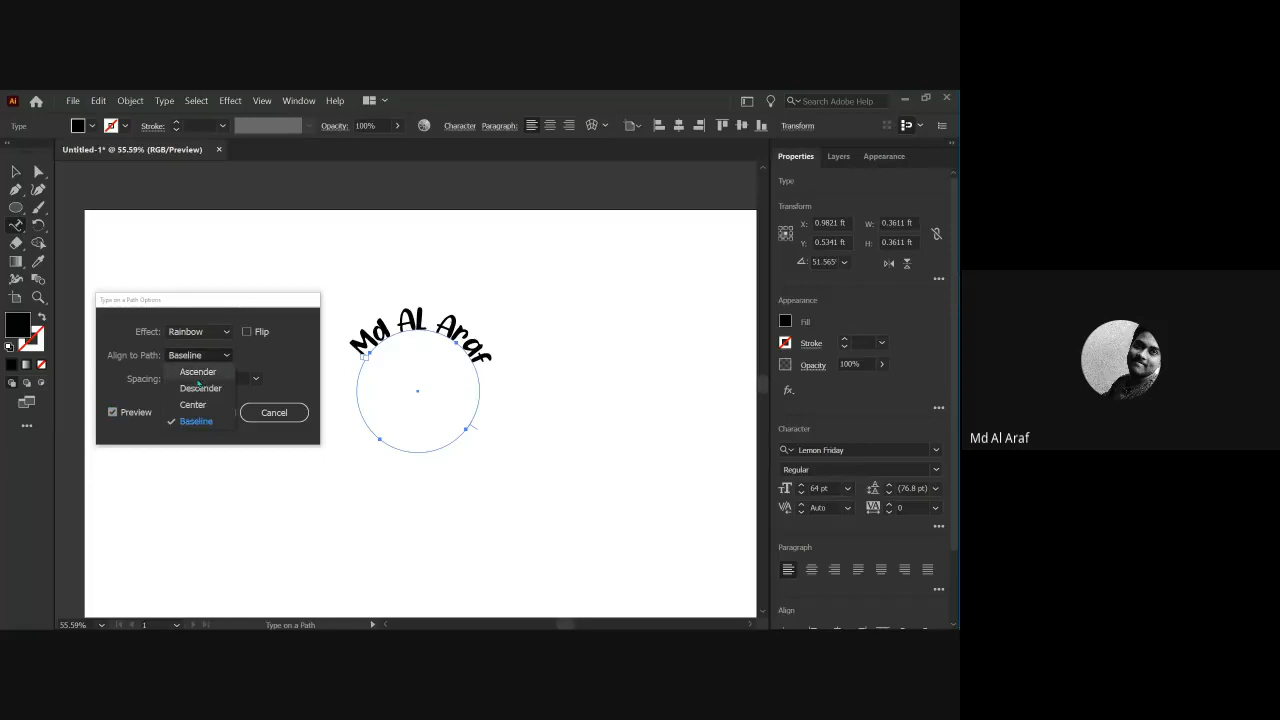 Ai File Edit Object Type Select Effect View Window Help Search Adobe Help
Type Stroke: Opacity: 100% Character Paragraph: Transform
Untitled-1* @ 55.59% (RGB/Preview) ×
Properties Layers Appearance
Type
Transform
X: 0.9821 ft W: 0.3611 ft
Y: 0.5341 ft H: 0.3611 ft
51.565°
Type on a Path Options
Effect: Rainbow Flip
Align to Path: Baseline
Ascender
Spacing:
Descender
Center
Preview Cancel
Baseline
Md AL Araf
Appearance
Fill
Stroke
Opacity 100%
fx.
Character
Lemon Friday
Regular
64 pt (76.8 pt)
Auto 0
Paragraph
Align
55.59% 1 Type on a Path
Md Al Araf